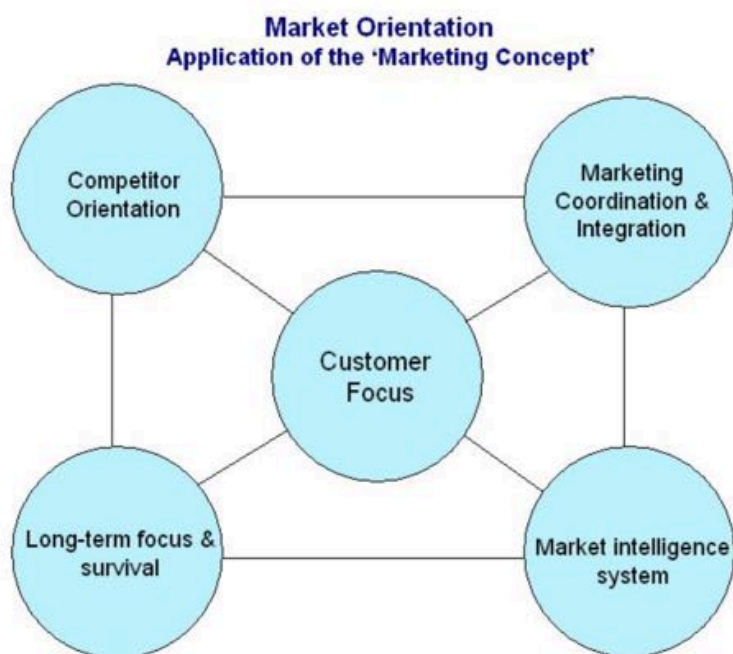 Market Orientation
Application of the ‘Marketing Concept’
Competitor
Orientation
Marketing
Coordination &
Integration
Customer
Focus
Long-term focus &
survival
Market intelligence
system